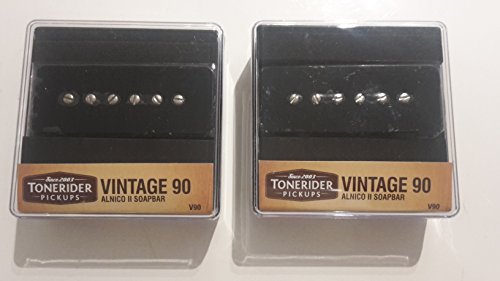 Since 2003
TONERIDER
PICKUPS
VINTAGE 90
ALNICO II SOAPBAR
V90
Since 2003
TONERIDER
PICKUPS
VINTAGE 90
ALNICO II SOAPBAR
V90